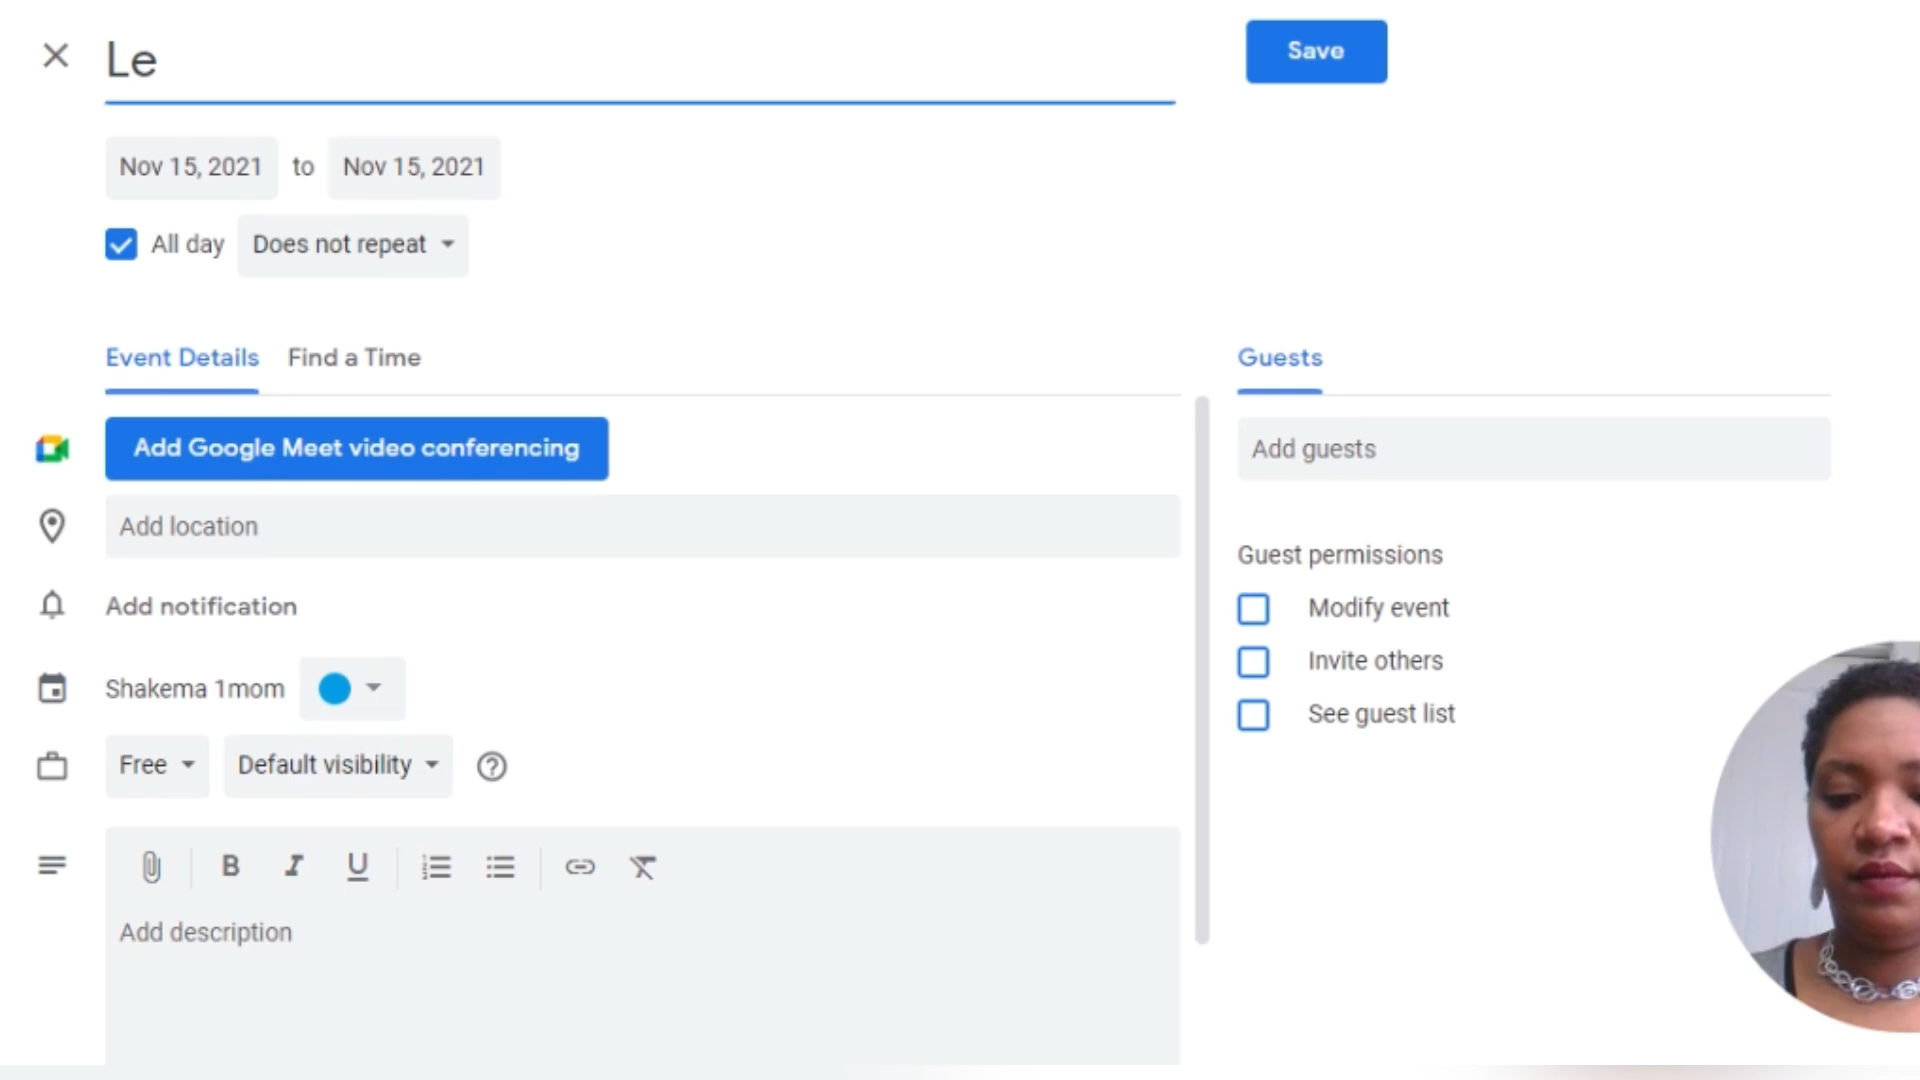 Le
Save
Nov 15, 2021 to Nov 15, 2021
All day Does not repeat
Event Details Find a Time
Guests
Add Google Meet video conferencing
Add guests
Add location
Guest permissions
Add notification
Modify event
Invite others
Shakema 1mom
See guest list
Free Default visibility
B I U
Add description